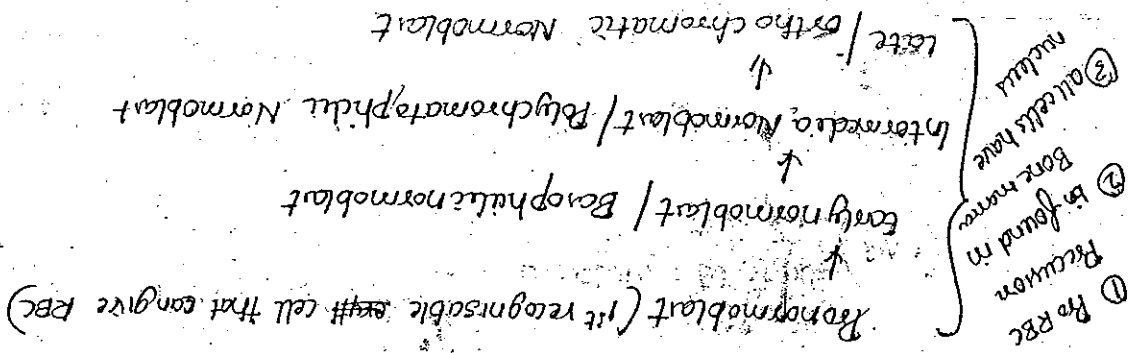 Pronormoblast (1st recognisable cell that can give RBC)
↓
Early normoblast / Basophilic normoblast
↓
Intermedia, Normoblast / Polychromatophilic Normoblast
↓
Late / Orthochromatic Normoblast
① Pro RBC
Precursor
② is found in
Bone marrow
③ all cells have
nucleus